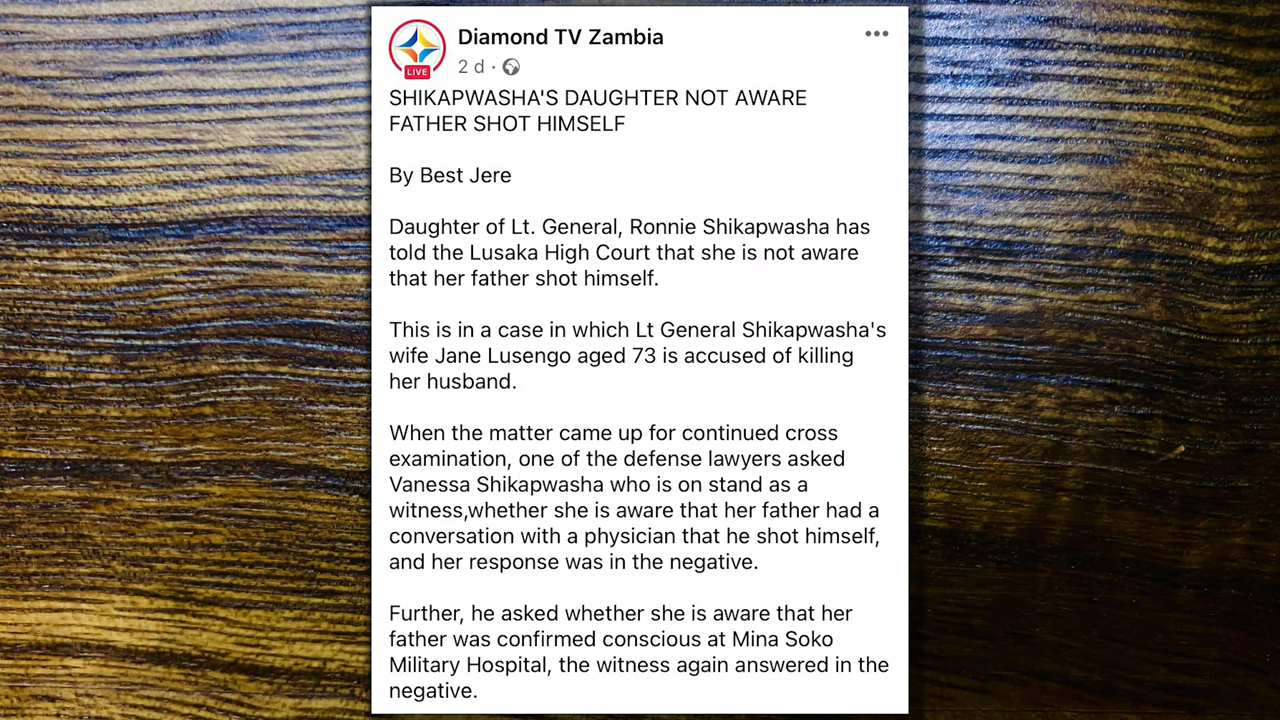 Diamond TV Zambia
2 d ·
LIVE
SHIKAPWASHA'S DAUGHTER NOT AWARE
FATHER SHOT HIMSELF
By Best Jere
Daughter of Lt. General, Ronnie Shikapwasha has
told the Lusaka High Court that she is not aware
that her father shot himself.
This is in a case in which Lt General Shikapwasha's
wife Jane Lusengo aged 73 is accused of killing
her husband.
When the matter came up for continued cross
examination, one of the defense lawyers asked
Vanessa Shikapwasha who is on stand as a
witness,whether she is aware that her father had a
conversation with a physician that he shot himself,
and her response was in the negative.
Further, he asked whether she is aware that her
father was confirmed conscious at Mina Soko
Military Hospital, the witness again answered in the
negative.